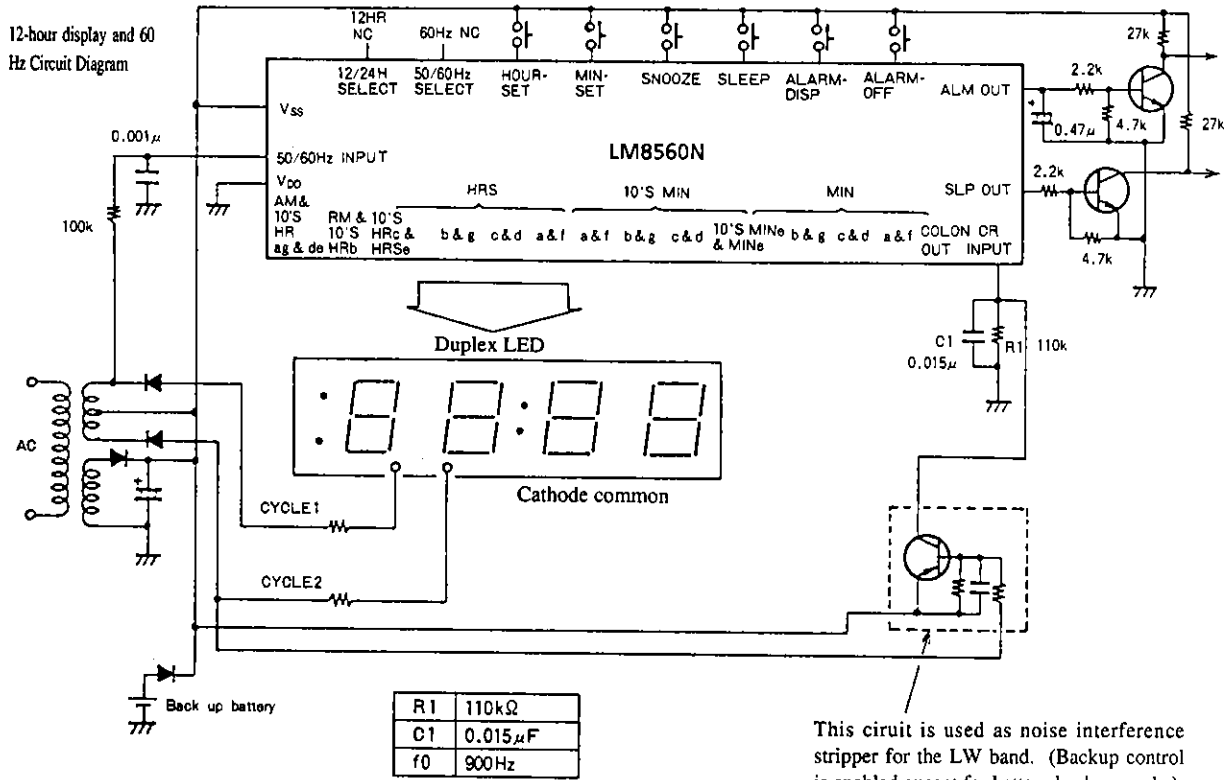 12-hour display and 60
Hz Circuit Diagram
12HR
NC
60Hz NC
12/24H
SELECT
50/60Hz
SELECT
HOUR-
SET
MIN-
SET
SNOOZE
SLEEP
ALARM-
DISP
ALARM-
OFF
ALM OUT
27k
2.2k
4.7k
0.47μ
27k
VSS
0.001μ
50/60Hz INPUT
LM8560N
VDD
SLP OUT
2.2k
4.7k
100k
HRS
10'S MIN
MIN
AM&
10'S
HR
ag & de
RM & 10'S
10'S HRc &
HRb HRSe
b & g c & d a & f a & f b & g c & d 10'S MINe & MINe b & g c & d a & f
COLON
OUT
CR
INPUT
Duplex LED
C1
0.015μ
R1
110k
AC
Cathode common
CYCLE1
CYCLE2
Back up battery
R1 110kΩ
C1 0.015μF
f0 900Hz
This ciruit is used as noise interference
stripper for the LW band. (Backup control